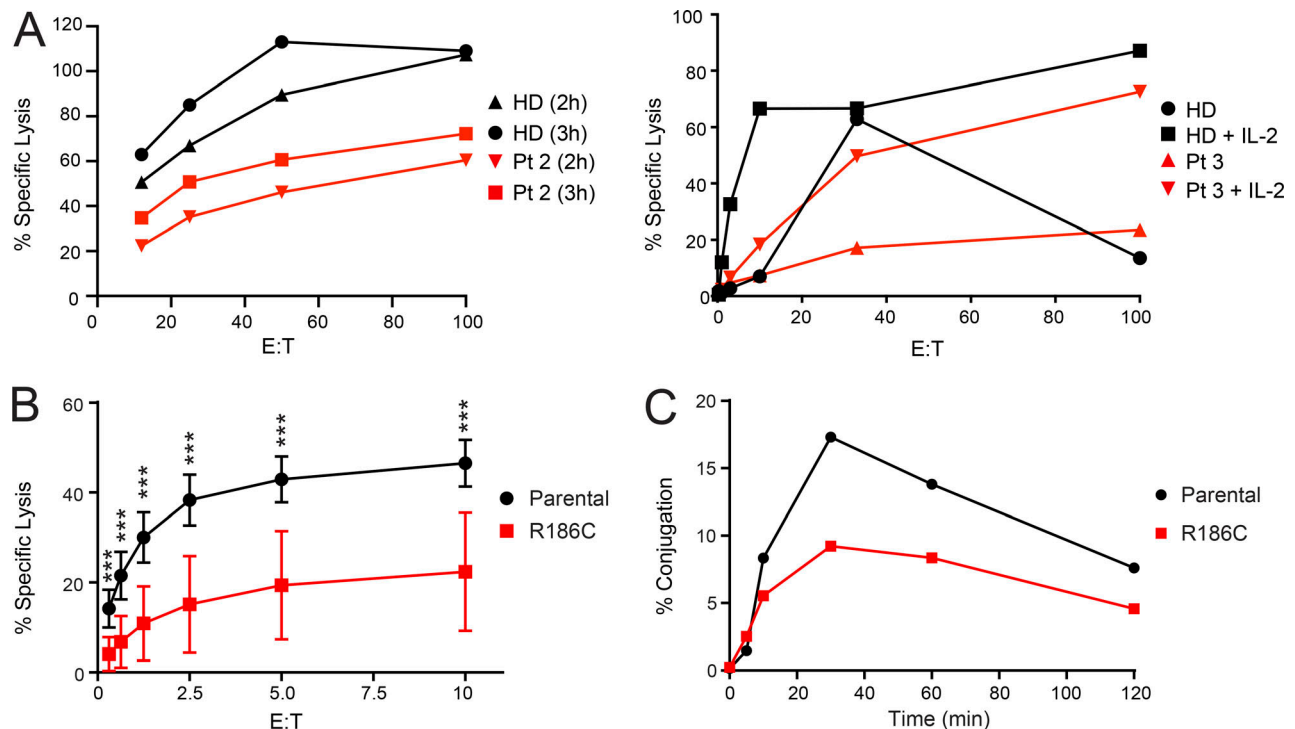 A
% Specific Lysis
120
100
80
60
40
20
0
0
20
40
60
80
100
E:T
HD (2h)
HD (3h)
Pt 2 (2h)
Pt 2 (3h)
% Specific Lysis
100
80
60
40
20
0
0
20
40
60
80
100
E:T
HD
HD + IL-2
Pt 3
Pt 3 + IL-2
B
% Specific Lysis
60
40
20
0
0
2.5
5.0
7.5
10
E:T
***
***
***
***
***
***
Parental
R186C
C
% Conjugation
20
15
10
5
0
0
20
40
60
80
100
120
Time (min)
Parental
R186C